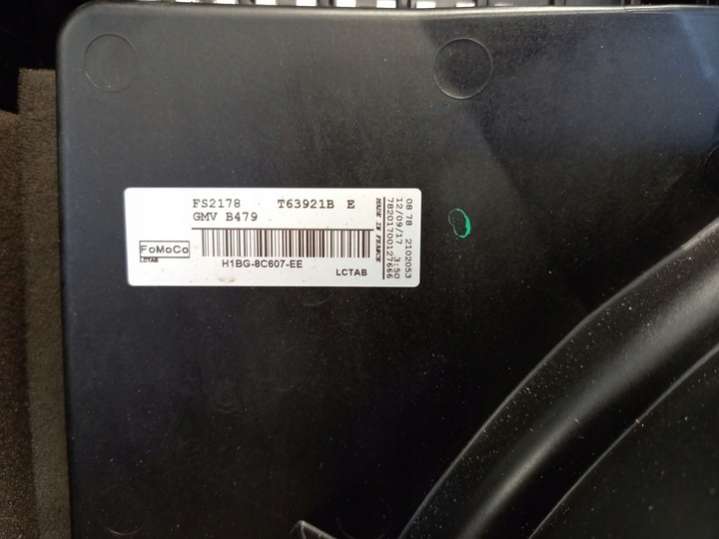 FS2178 T63921B E
GMV B479
FoMoCo
LCTAB
H1BG-8C607-EE
LCTAB
MADE IN FRANCE
78201700127666
12/09/17 3:50
08 78 2102053